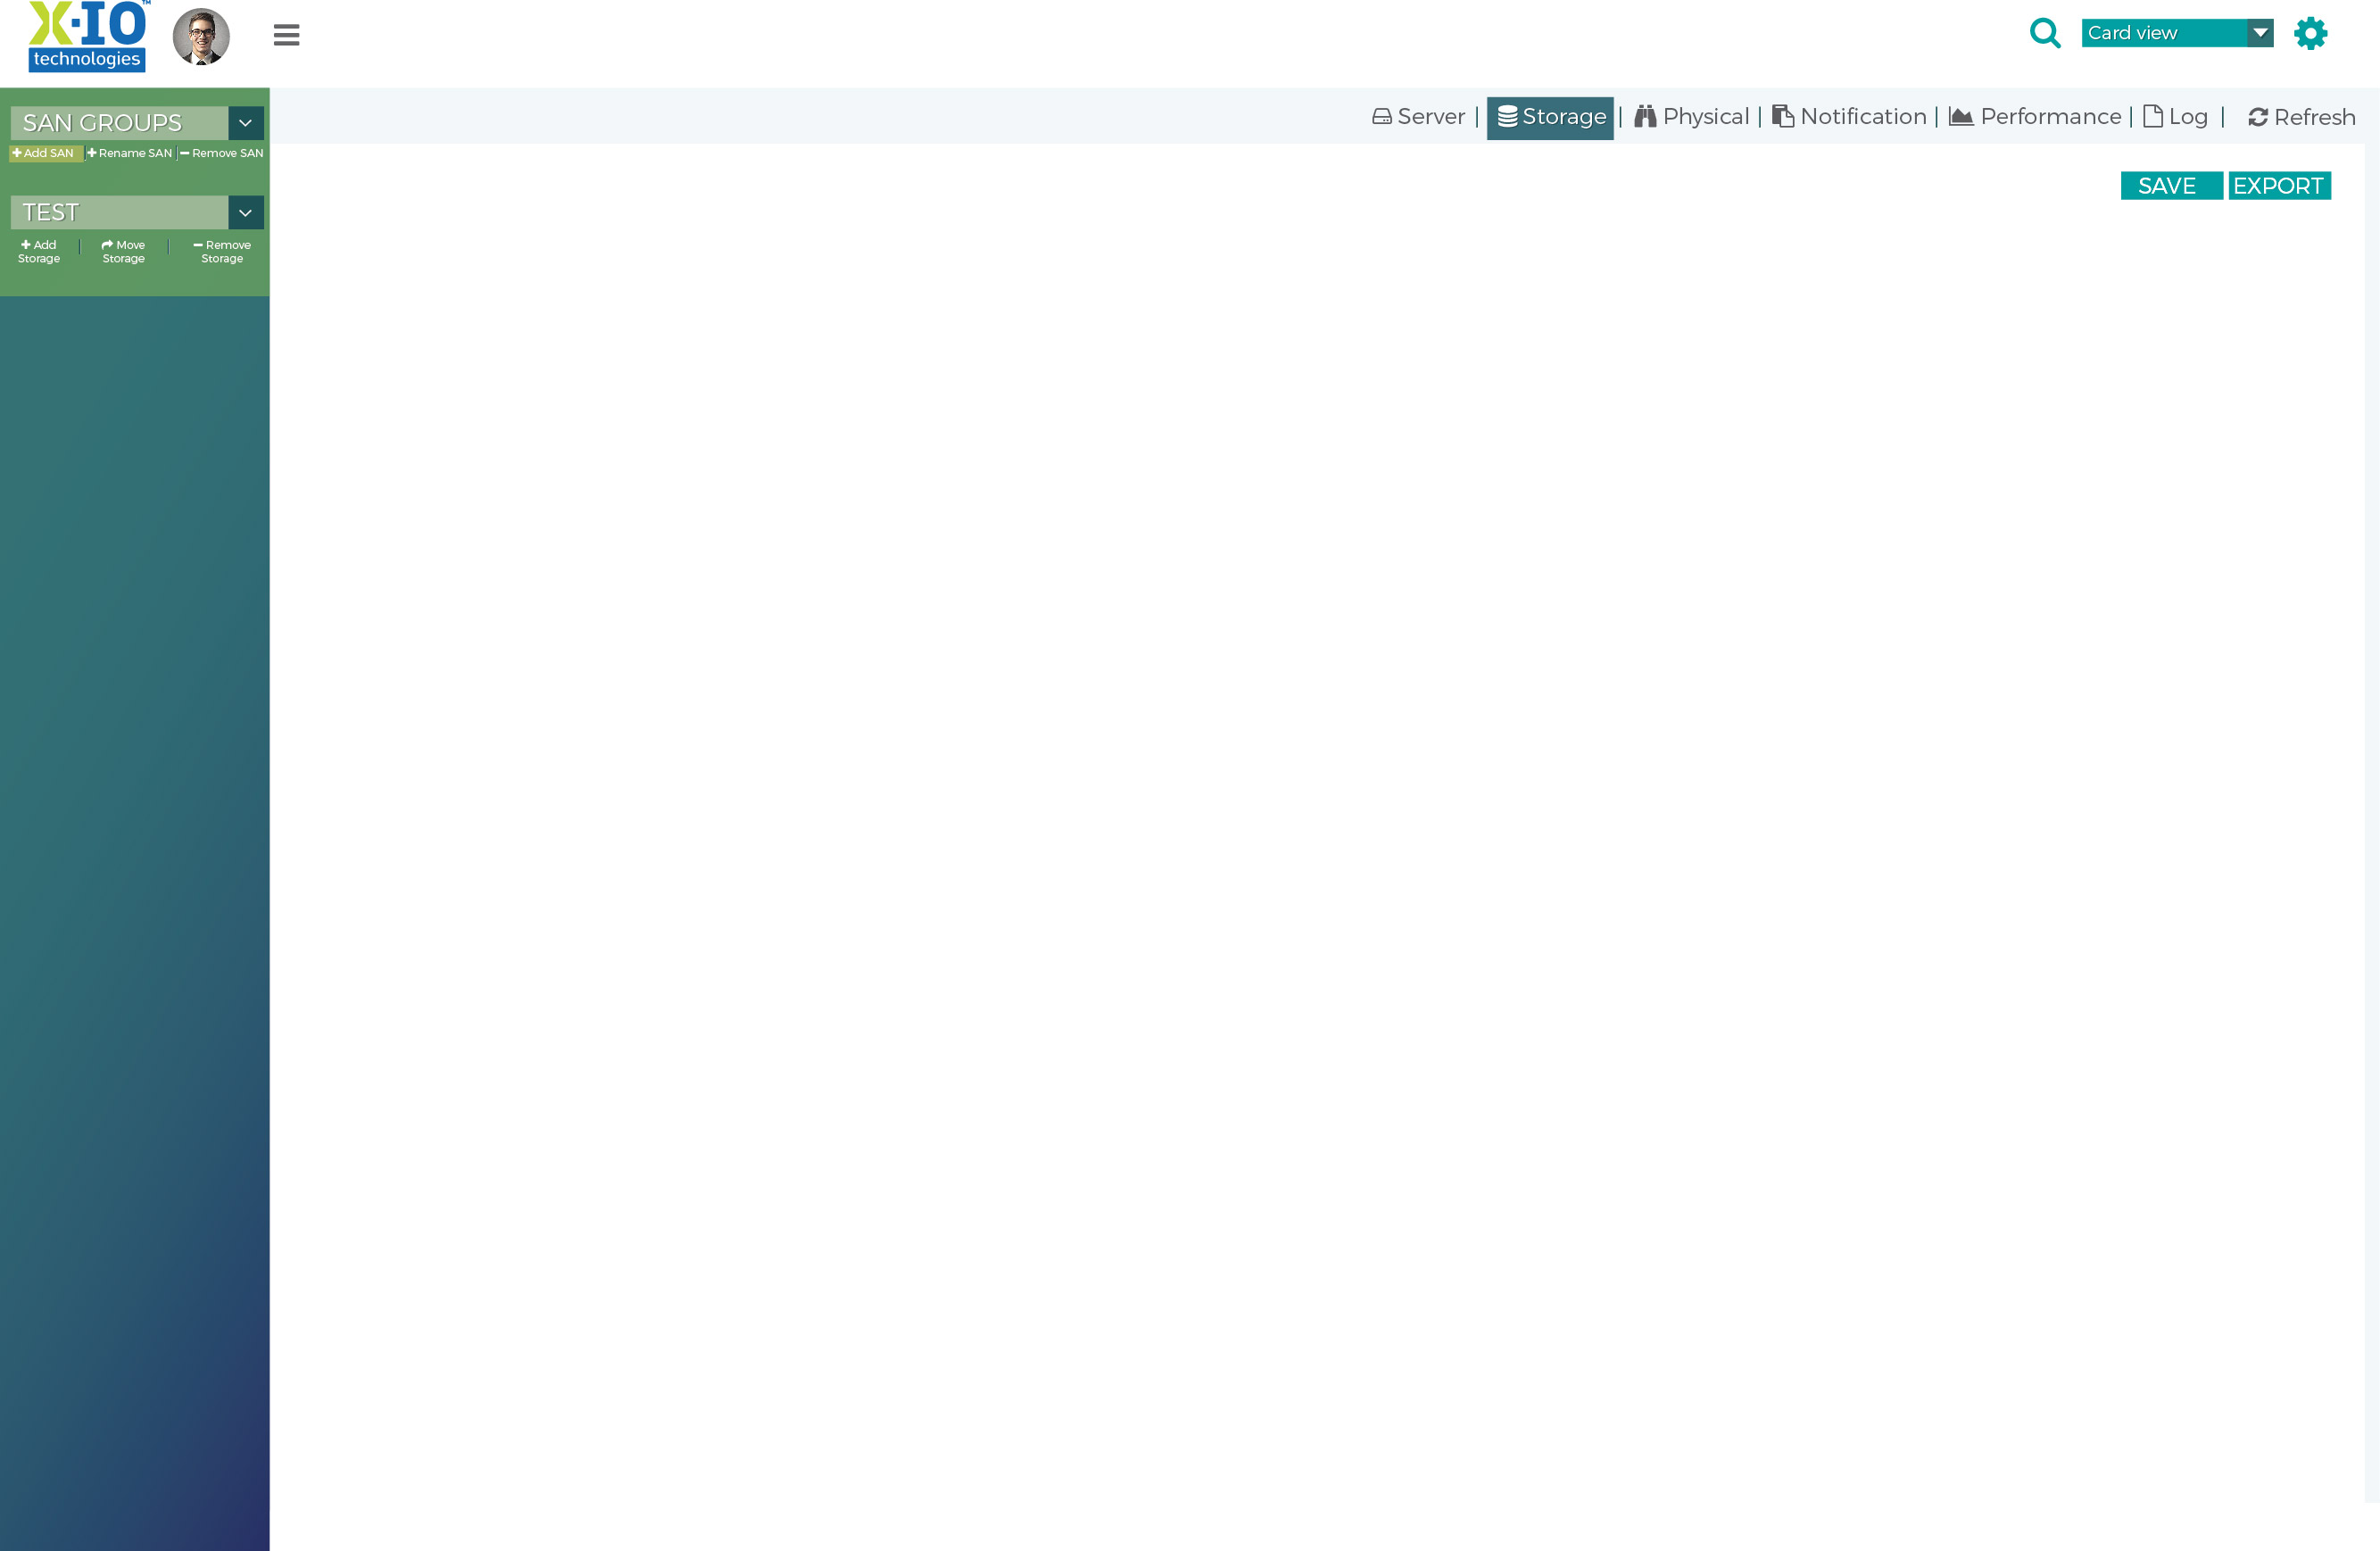 X-IO™
technologies
Card view
SAN GROUPS
Add SAN | Rename SAN | Remove SAN
Server | Storage | Physical | Notification | Performance | Log | Refresh
SAVE EXPORT
TEST
Add Storage | Move Storage | Remove Storage